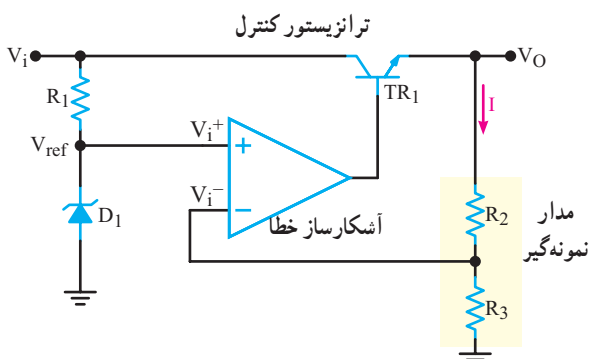 ترانزیستور کنترل
Vi
VO
R1
TR1
I
Vref
Vi+
+
Vi−
−
D1
آشکارساز خطا
R2
مدار
نمونه‌گیر
R3